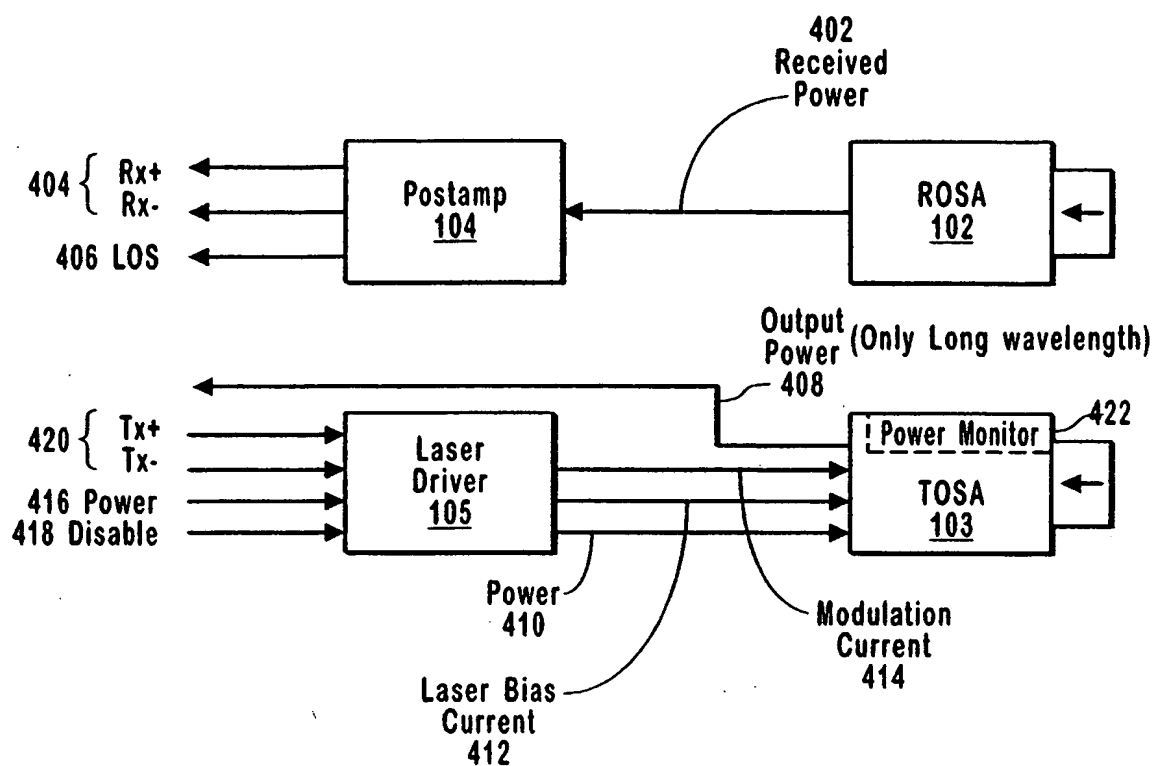 402
Received
Power
404 { Rx+
Rx-
406 LOS
Postamp
104
ROSA
102
Output
Power
408
(Only Long wavelength)
420 { Tx+
Tx-
416 Power
418 Disable
Laser
Driver
105
Power Monitor
422
TOSA
103
Power
410
Modulation
Current
414
Laser Bias
Current
412